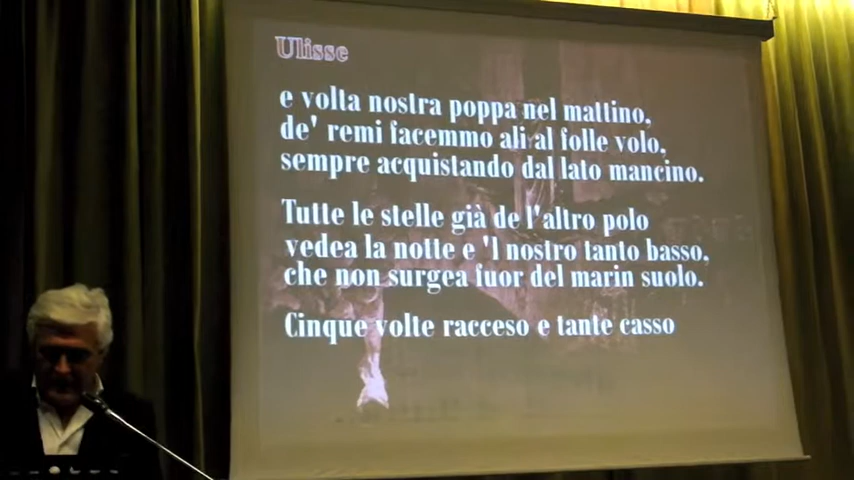 Ulisse
e volta nostra poppa nel mattino,
de' remi facemmo ali al folle volo,
sempre acquistando dal lato mancino.
Tutte le stelle già de l'altro polo
vedea la notte e 'l nostro tanto basso,
che non surgea fuor del marin suolo.
Cinque volte racceso e tante casso